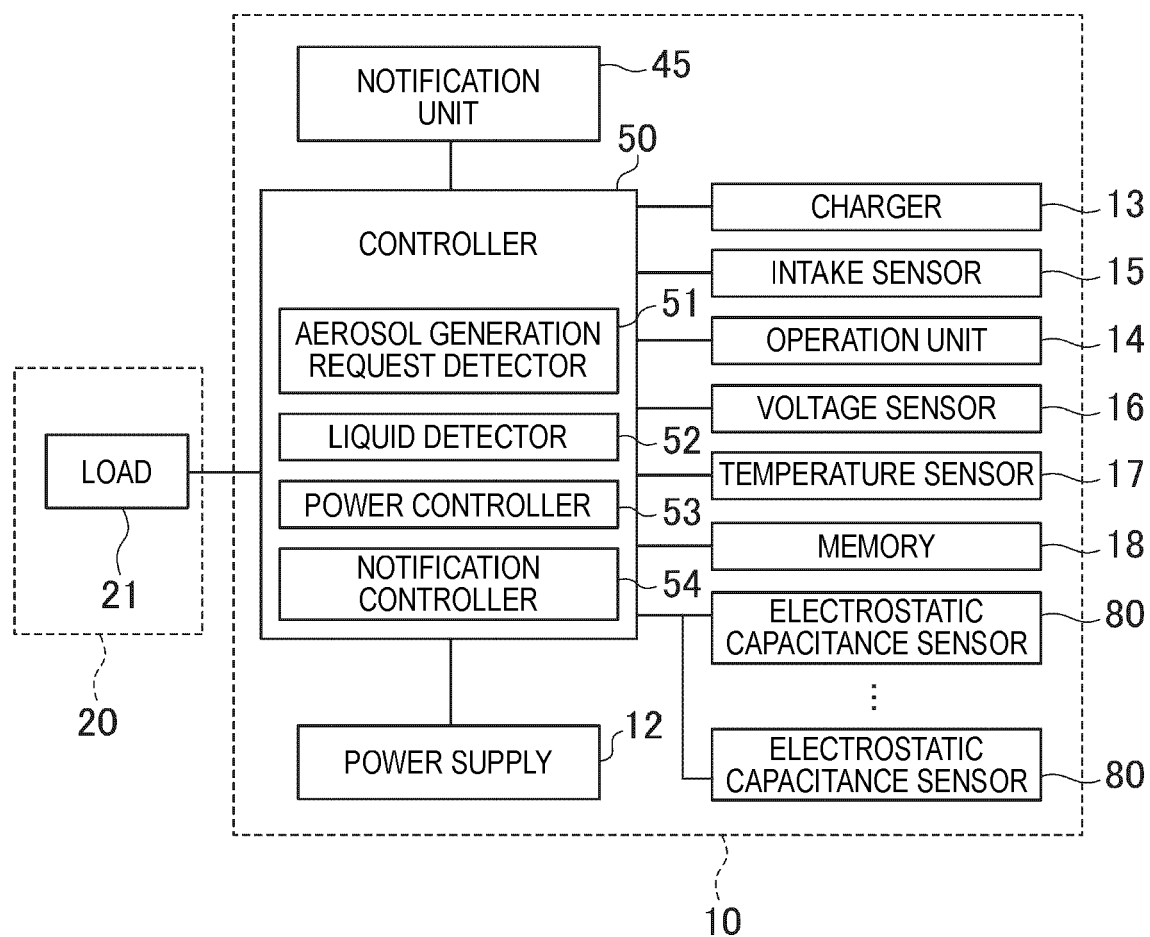 NOTIFICATION
UNIT
45
50
CONTROLLER
AEROSOL GENERATION
REQUEST DETECTOR
51
LIQUID DETECTOR
52
POWER CONTROLLER
53
NOTIFICATION
CONTROLLER
54
CHARGER
13
INTAKE SENSOR
15
OPERATION UNIT
14
VOLTAGE SENSOR
16
TEMPERATURE SENSOR
17
MEMORY
18
ELECTROSTATIC
CAPACITANCE SENSOR
80
⋮
ELECTROSTATIC
CAPACITANCE SENSOR
80
LOAD
21
20
POWER SUPPLY
12
10